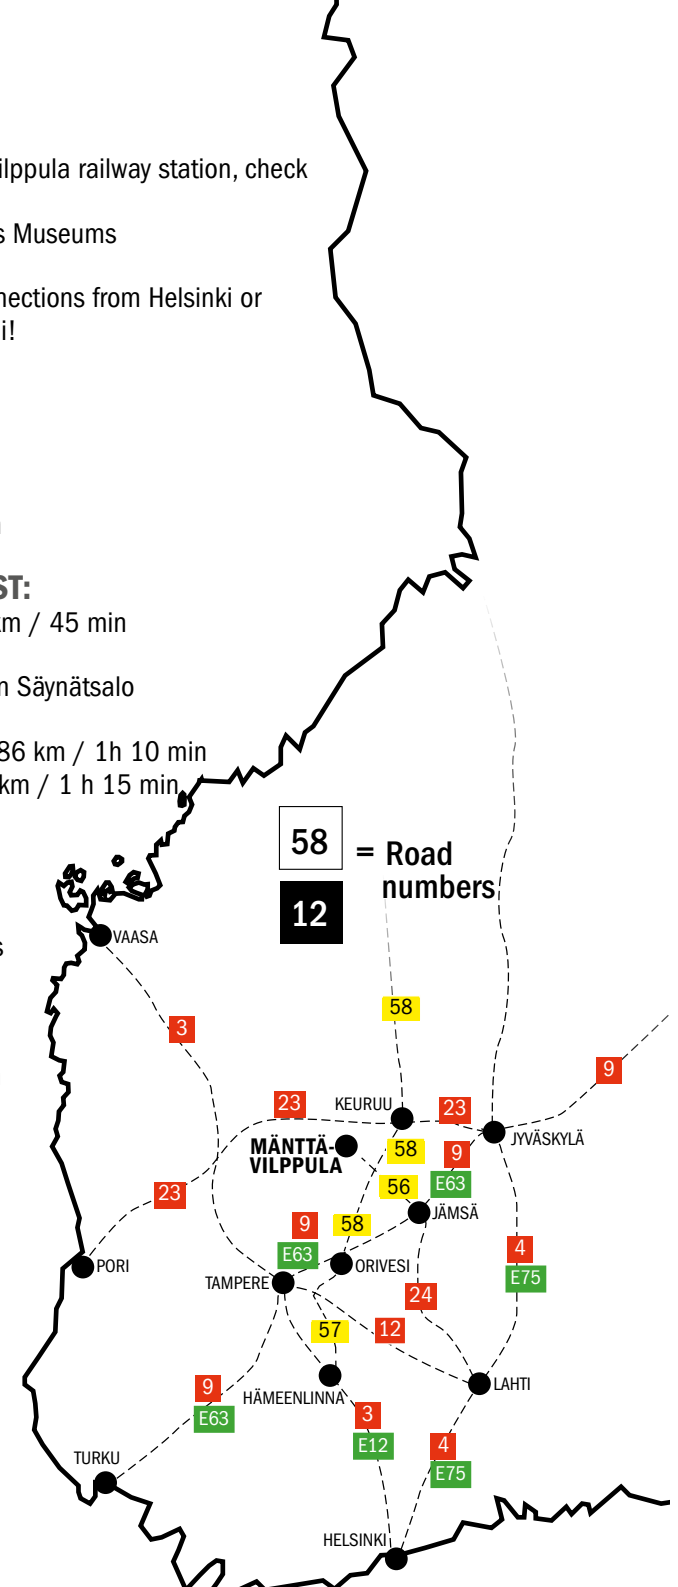 ilppula railway station, check
s Museums
nections from Helsinki or
i!
ST:
km / 45 min
n Säynätsalo
86 km / 1h 10 min
km / 1 h 15 min
58
= Road
numbers
12
s
VAASA
58
3
9
23
KEURUU
23
MÄNTTÄ-
VILPPULA
58
9
JYVÄSKYLÄ
56
E63
23
JÄMSÄ
9
58
E63
4
PORI
ORIVESI
E75
TAMPERE
24
57
12
9
HÄMEENLINNA
LAHTI
E63
3
E12
4
TURKU
E75
HELSINKI